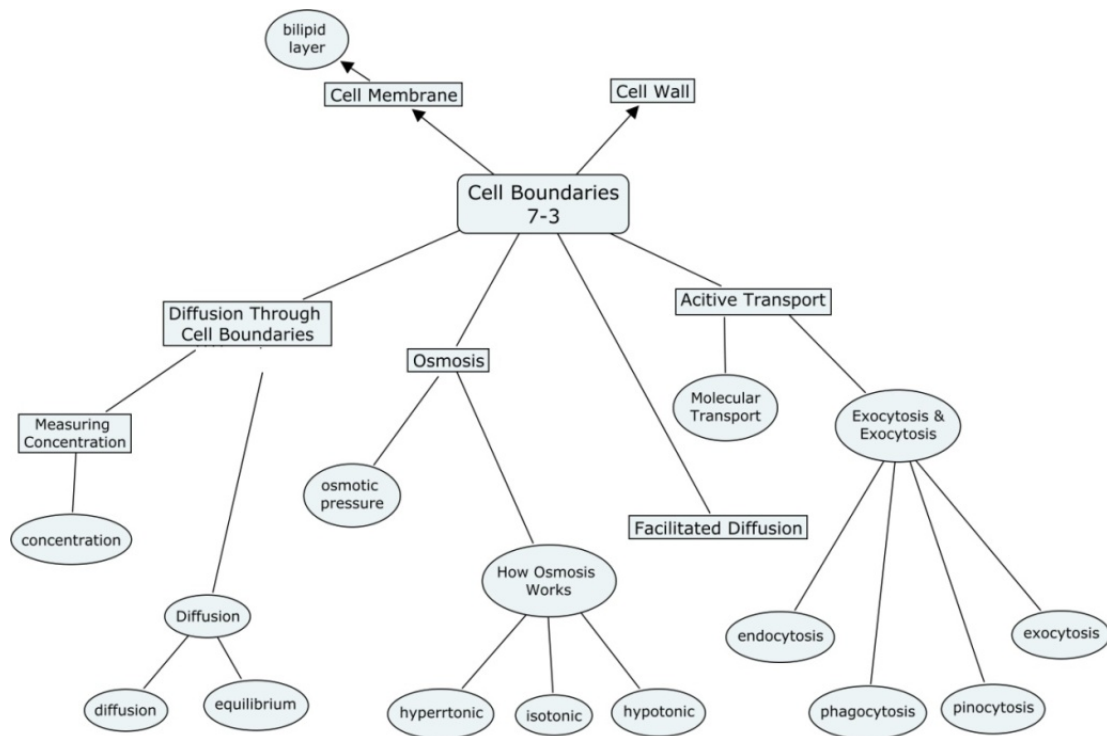 bilipid
layer
Cell Membrane
Cell Wall
Cell Boundaries
7-3
Diffusion Through
Cell Boundaries
Acitive Transport
Osmosis
Measuring
Concentration
Molecular
Transport
Exocytosis &
Exocytosis
osmotic
pressure
concentration
Facilitated Diffusion
How Osmosis
Works
Diffusion
endocytosis
exocytosis
diffusion
equilibrium
hyperrtonic
isotonic
hypotonic
phagocytosis
pinocytosis